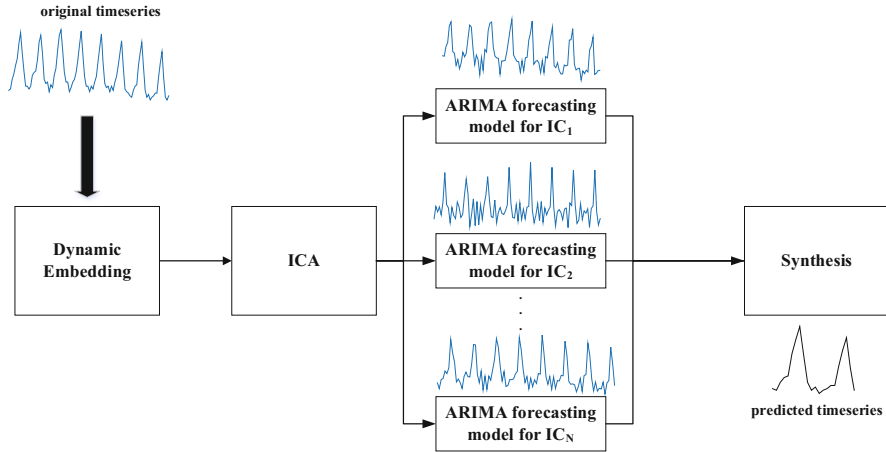 original timeseries
Dynamic
Embedding
ICA
ARIMA forecasting
model for IC₁
ARIMA forecasting
model for IC₂
ARIMA forecasting
model for IC_N
Synthesis
predicted timeseries